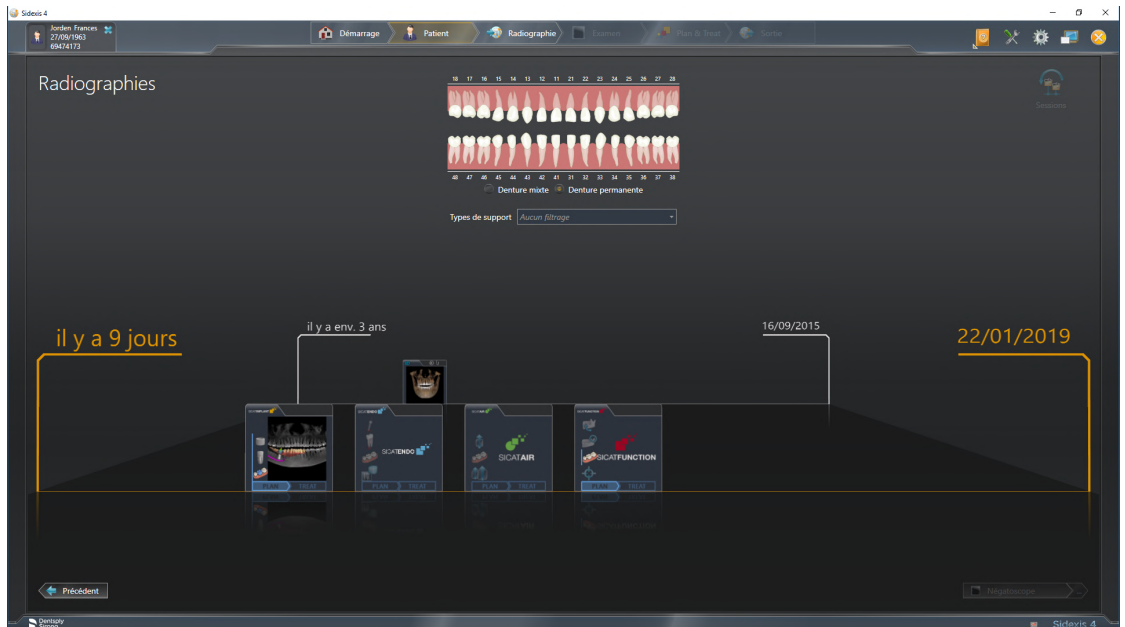 Sidexis 4
Jorden Frances
27/09/1963
69474173
Démarrage
Patient
Radiographie
Examen
Plan & Treat
Sortie
Radiographies
Sessions
18 17 16 15 14 13 12 11 21 22 23 24 25 26 27 28
48 47 46 45 44 43 42 41 31 32 33 34 35 36 37 38
Denture mixte
Denture permanente
Types de support
Aucun filtrage
il y a 9 jours
il y a env. 3 ans
16/09/2015
22/01/2019
SICATENDO
SICATAIR
SICATFUNCTION
PLAN TREAT
PLAN TREAT
PLAN TREAT
PLAN TREAT
Précédent
Négatoscope
Dentsply
Sirona
Sidexis 4